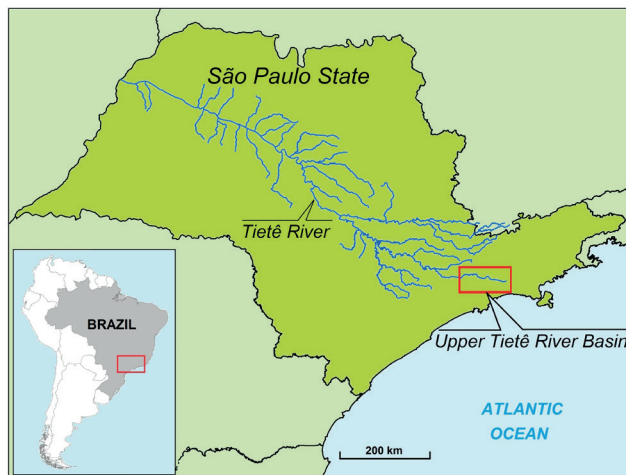 São Paulo State
Tietê River
Upper Tietê River Basin
BRAZIL
ATLANTIC
OCEAN
200 km